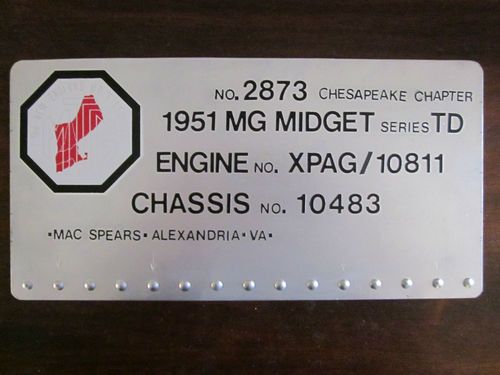 NO. 2873 CHESAPEAKE CHAPTER
1951 MG MIDGET SERIES TD
ENGINE NO. XPAG/10811
CHASSIS NO. 10483
▪MAC SPEARS▪ ALEXANDRIA ▪VA▪